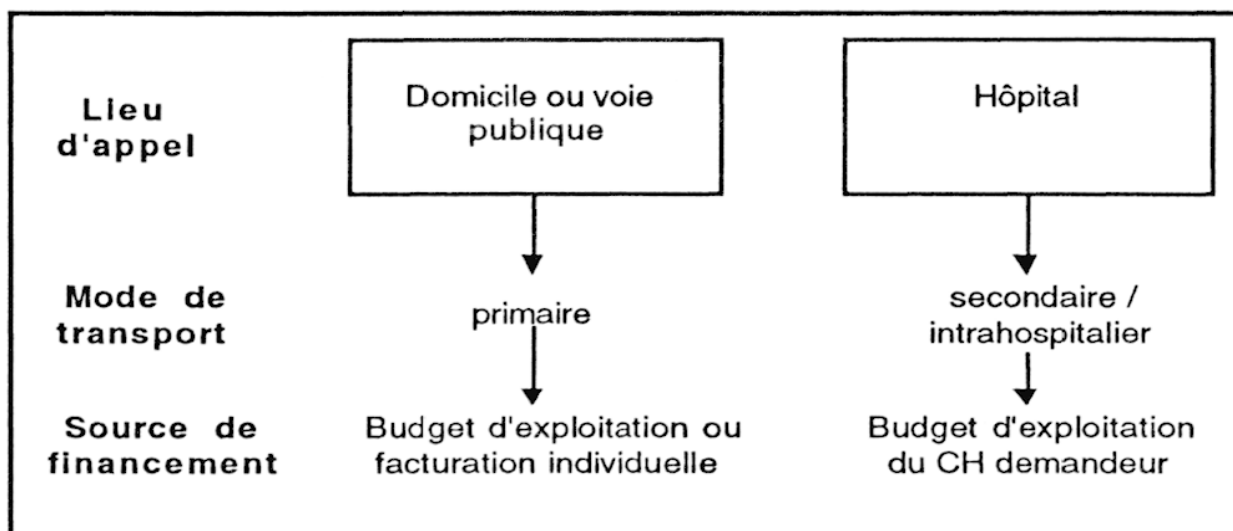 Lieu
d'appel
Domicile ou voie
publique
Hôpital
Mode de
transport
primaire
secondaire /
intrahospitalier
Source de
financement
Budget d'exploitation ou
facturation individuelle
Budget d'exploitation
du CH demandeur